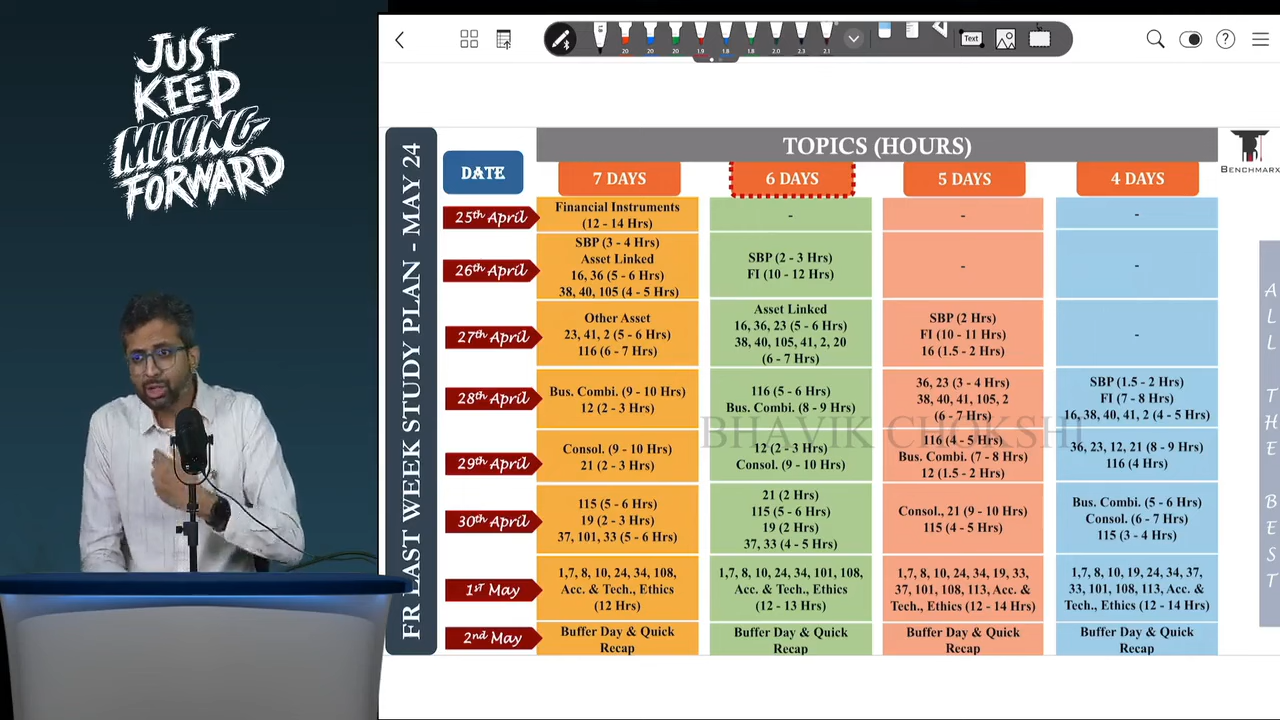 JUST
KEEP
MOVING
FORWARD
Text
FR LAST WEEK STUDY PLAN - MAY 24
TOPICS (HOURS)
BENCHMARX
DATE
7 DAYS
6 DAYS
5 DAYS
4 DAYS
25th April
Financial Instruments
(12 - 14 Hrs)
-
-
-
26th April
SBP (3 - 4 Hrs)
Asset Linked
16, 36 (5 - 6 Hrs)
38, 40, 105 (4 - 5 Hrs)
SBP (2 - 3 Hrs)
FI (10 - 12 Hrs)
-
-
27th April
Other Asset
23, 41, 2 (5 - 6 Hrs)
116 (6 - 7 Hrs)
Asset Linked
16, 36, 23 (5 - 6 Hrs)
38, 40, 105, 41, 2, 20
(6 - 7 Hrs)
SBP (2 Hrs)
FI (10 - 11 Hrs)
16 (1.5 - 2 Hrs)
-
28th April
Bus. Combi. (9 - 10 Hrs)
12 (2 - 3 Hrs)
116 (5 - 6 Hrs)
Bus. Combi. (8 - 9 Hrs)
36, 23 (3 - 4 Hrs)
38, 40, 41, 105, 2
(6 - 7 Hrs)
SBP (1.5 - 2 Hrs)
FI (7 - 8 Hrs)
16, 38, 40, 41, 2 (4 - 5 Hrs)
BHAVIK CHOKSHI
29th April
Consol. (9 - 10 Hrs)
21 (2 - 3 Hrs)
12 (2 - 3 Hrs)
Consol. (9 - 10 Hrs)
116 (4 - 5 Hrs)
Bus. Combi. (7 - 8 Hrs)
12 (1.5 - 2 Hrs)
36, 23, 12, 21 (8 - 9 Hrs)
116 (4 Hrs)
30th April
115 (5 - 6 Hrs)
19 (2 - 3 Hrs)
37, 101, 33 (5 - 6 Hrs)
21 (2 Hrs)
115 (5 - 6 Hrs)
19 (2 Hrs)
37, 33 (4 - 5 Hrs)
Consol., 21 (9 - 10 Hrs)
115 (4 - 5 Hrs)
Bus. Combi. (5 - 6 Hrs)
Consol. (6 - 7 Hrs)
115 (3 - 4 Hrs)
1ST May
1,7, 8, 10, 24, 34, 108,
Acc. & Tech., Ethics
(12 Hrs)
1,7, 8, 10, 24, 34, 101, 108,
Acc. & Tech., Ethics
(12 - 13 Hrs)
1,7, 8, 10, 24, 34, 19, 33,
37, 101, 108, 113, Acc. &
Tech., Ethics (12 - 14 Hrs)
1,7, 8, 10, 19, 24, 34, 37,
33, 101, 108, 113, Acc. &
Tech., Ethics (12 - 14 Hrs)
2nd May
Buffer Day & Quick
Recap
Buffer Day & Quick
Recap
Buffer Day & Quick
Recap
Buffer Day & Quick
Recap
ALL THE BEST